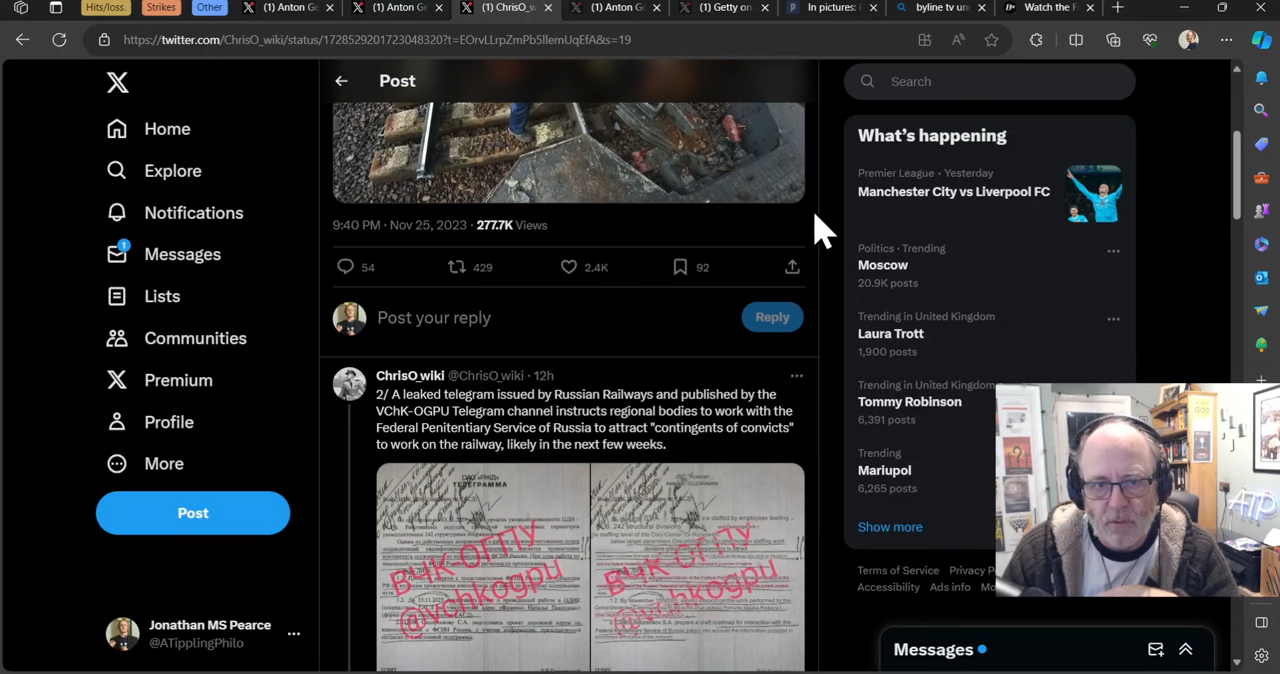 Hits/loss.
Strikes
Other
(1) Anton Ge
(1) Anton Ge
(1) ChrisO_w
(1) Anton Ge
(1) Getty on
In pictures:
byline tv un
Watch the F
https://twitter.com/ChrisO_wiki/status/1728529201723048320?t=EOrvLLrpZmPb5llemUqEfA&s=19
Home
Explore
Notifications
1
Messages
Lists
Communities
Premium
Profile
More
Post
Jonathan MS Pearce
@ATipplingPhilo
Post
9:40 PM · Nov 25, 2023 · 277.7K Views
54
429
2.4K
92
Post your reply
Reply
ChrisO_wiki @ChrisO_wiki · 12h
2/ A leaked telegram issued by Russian Railways and published by the
VChK-OGPU Telegram channel instructs regional bodies to work with the
Federal Penitentiary Service of Russia to attract "contingents of convicts"
to work on the railway, likely in the next few weeks.
ТЕЛЕГРАММА
ВЧК ОГПУ
@vchkogpu
ВЧК ОГПУ
@vchkogpu
Search
What's happening
Premier League · Yesterday
Manchester City vs Liverpool FC
Politics · Trending
Moscow
20.9K posts
Trending in United Kingdom
Laura Trott
1,900 posts
Trending in United Kingdom
Tommy Robinson
6,391 posts
Trending
Mariupol
6,265 posts
Show more
Terms of Service
Privacy P
Accessibility
Ads info
Mo
Messages
ATP